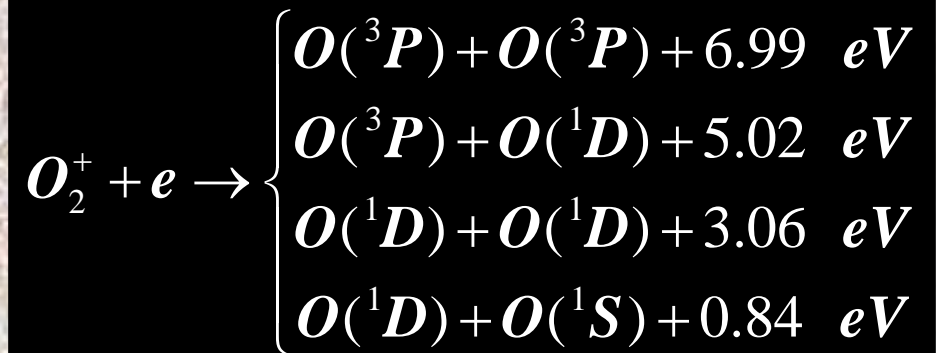 O(³P)+O(³P)+6.99 eV
O(³P)+O(¹D)+5.02 eV
O₂⁺ +e → {
O(¹D)+O(¹D)+3.06 eV
O(¹D)+O(¹S)+0.84 eV